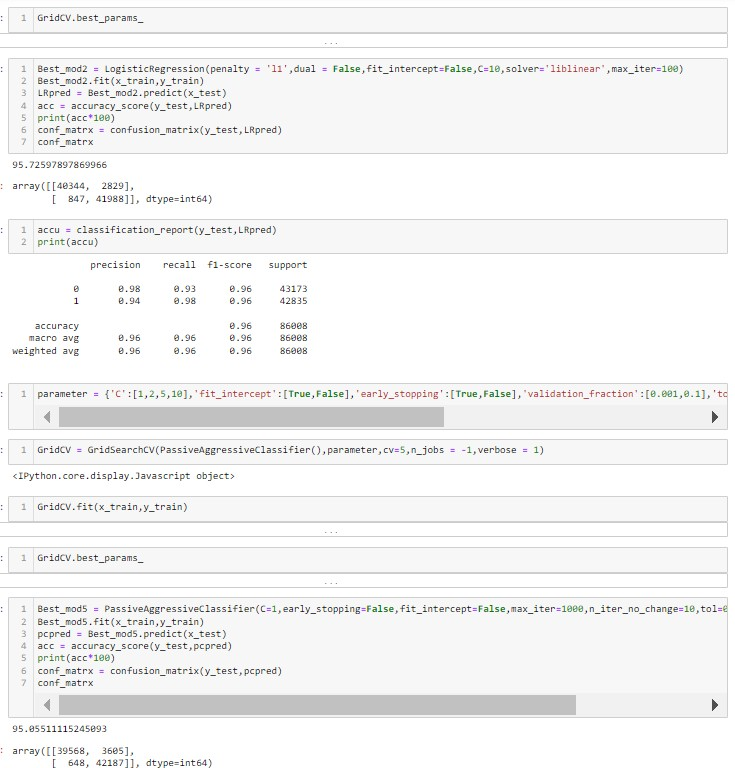 : 1 GridCV.best_params_
...
: 1 Best_mod2 = LogisticRegression(penalty = 'l1',dual = False,fit_intercept=False,C=10,solver='liblinear',max_iter=100)
2 Best_mod2.fit(x_train,y_train)
3 LRpred = Best_mod2.predict(x_test)
4 acc = accuracy_score(y_test,LRpred)
5 print(acc*100)
6 conf_matrx = confusion_matrix(y_test,LRpred)
7 conf_matrx
95.72597897869966
: array([[40344, 2829],
[ 847, 41988]], dtype=int64)
: 1 accu = classification_report(y_test,LRpred)
2 print(accu)
precision recall f1-score support
0 0.98 0.93 0.96 43173
1 0.94 0.98 0.96 42835
accuracy 0.96 86008
macro avg 0.96 0.96 0.96 86008
weighted avg 0.96 0.96 0.96 86008
: 1 parameter = {'C':[1,2,5,10],'fit_intercept':[True,False],'early_stopping':[True,False],'validation_fraction':[0.001,0.1],'to
: 1 GridCV = GridSearchCV(PassiveAggressiveClassifier(),parameter,cv=5,n_jobs = -1,verbose = 1)
<IPython.core.display.Javascript object>
: 1 GridCV.fit(x_train,y_train)
...
: 1 GridCV.best_params_
...
: 1 Best_mod5 = PassiveAggressiveClassifier(C=1,early_stopping=False,fit_intercept=False,max_iter=1000,n_iter_no_change=10,tol=0
2 Best_mod5.fit(x_train,y_train)
3 pcpred = Best_mod5.predict(x_test)
4 acc = accuracy_score(y_test,pcpred)
5 print(acc*100)
6 conf_matrx = confusion_matrix(y_test,pcpred)
7 conf_matrx
95.05511115245093
: array([[39568, 3605],
[ 648, 42187]], dtype=int64)